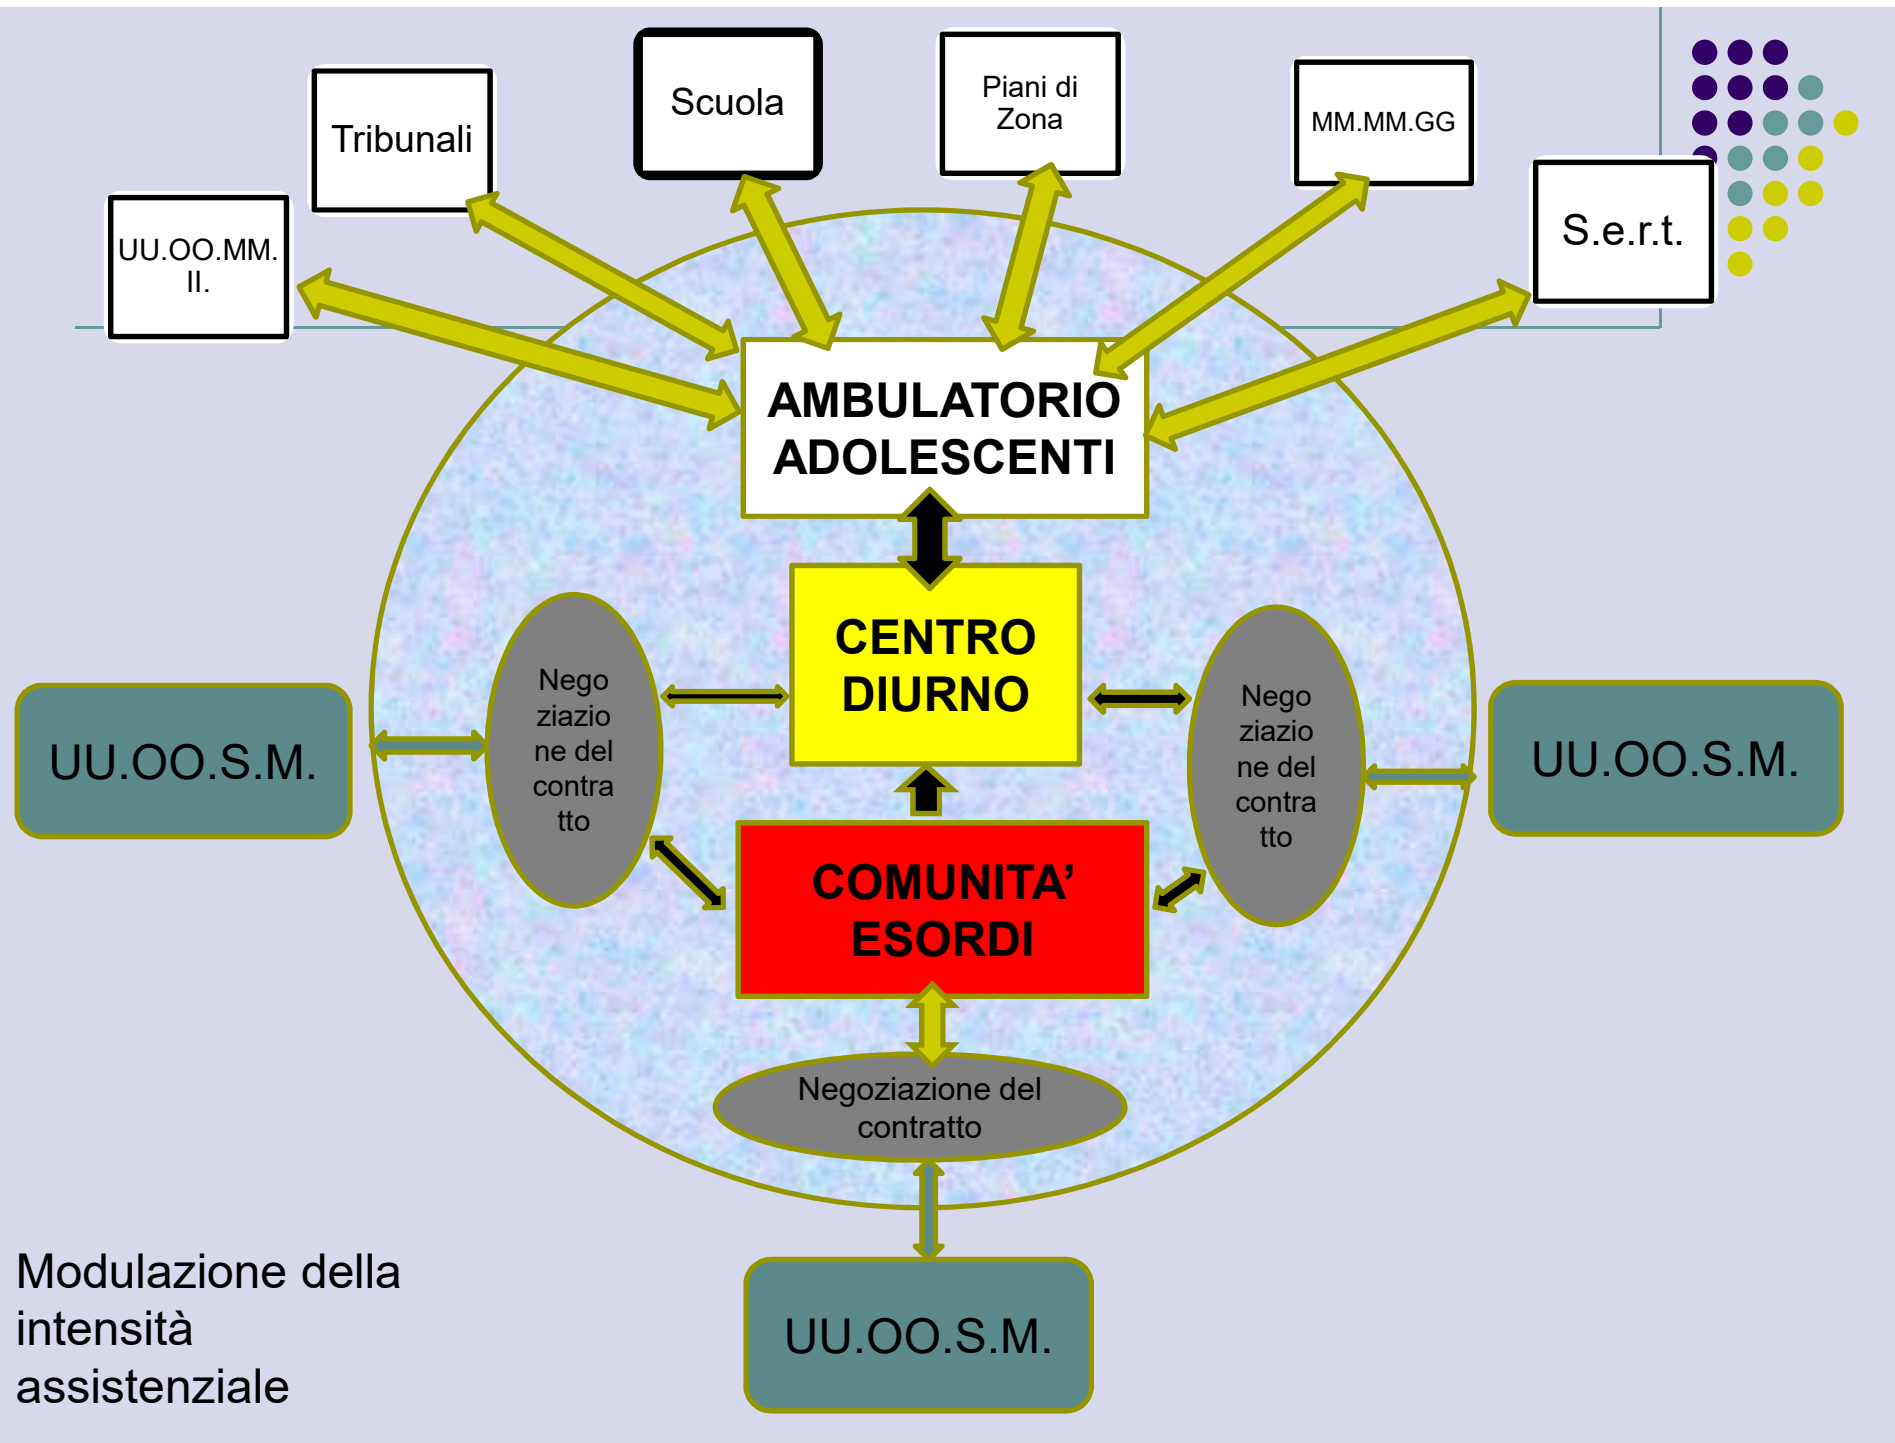 Scuola
Piani di
Zona
Tribunali
MM.MM.GG
UU.OO.MM.
II.
S.e.r.t.
AMBULATORIO
ADOLESCENTI
CENTRO
DIURNO
Nego
ziazio
ne del
contra
tto
Nego
ziazio
ne del
contra
tto
UU.OO.S.M.
UU.OO.S.M.
COMUNITA’
ESORDI
Negoziazione del
contratto
Modulazione della
intensità
assistenziale
UU.OO.S.M.